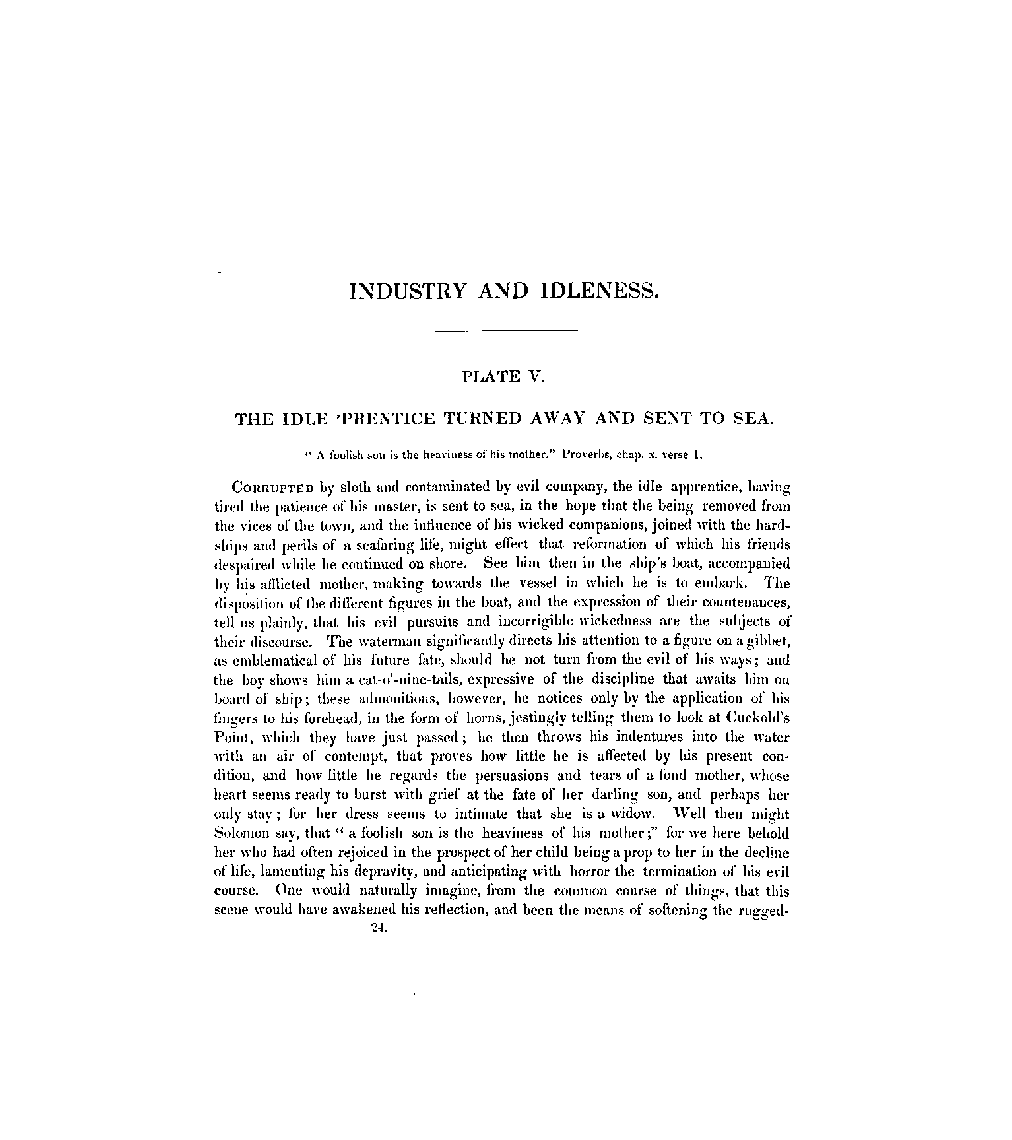 INDUSTRY AND IDLENESS.
PLATE V.
THE IDLE 'PRENTICE TURNED AWAY AND SENT TO SEA.
" A foolish son is the heaviness of his mother." Proverbs, chap. x. verse 1.
CORRUPTED by sloth and contaminated by evil company, the idle apprentice, having
tired the patience of his master, is sent to sea, in the hope that the being removed from
the vices of the town, and the influence of his wicked companions, joined with the hard-
ships and perils of a seafaring life, might effect that reformation of which his friends
despaired while he continued on shore. See him then in the ship's boat, accompanied
by his afflicted mother, making towards the vessel in which he is to embark. The
disposition of the different figures in the boat, and the expression of their countenances,
tell us plainly, that his evil pursuits and incorrigible wickedness are the subjects of
their discourse. The waterman significantly directs his attention to a figure on a gibbet,
as emblematical of his future fate, should he not turn from the evil of his ways; and
the boy shows him a cat-o'-nine-tails, expressive of the discipline that awaits him on
board of ship; these admonitions, however, he notices only by the application of his
fingers to his forehead, in the form of horns, jestingly telling them to look at Cuckold's
Point, which they have just passed; he then throws his indentures into the water
with an air of contempt, that proves how little he is affected by his present con-
dition, and how little he regards the persuasions and tears of a fond mother, whose
heart seems ready to burst with grief at the fate of her darling son, and perhaps her
only stay; for her dress seems to intimate that she is a widow. Well then might
Solomon say, that " a foolish son is the heaviness of his mother;" for we here behold
her who had often rejoiced in the prospect of her child being a prop to her in the decline
of life, lamenting his depravity, and anticipating with horror the termination of his evil
course. One would naturally imagine, from the common course of things, that this
scene would have awakened his reflection, and been the means of softening the rugged-
24.